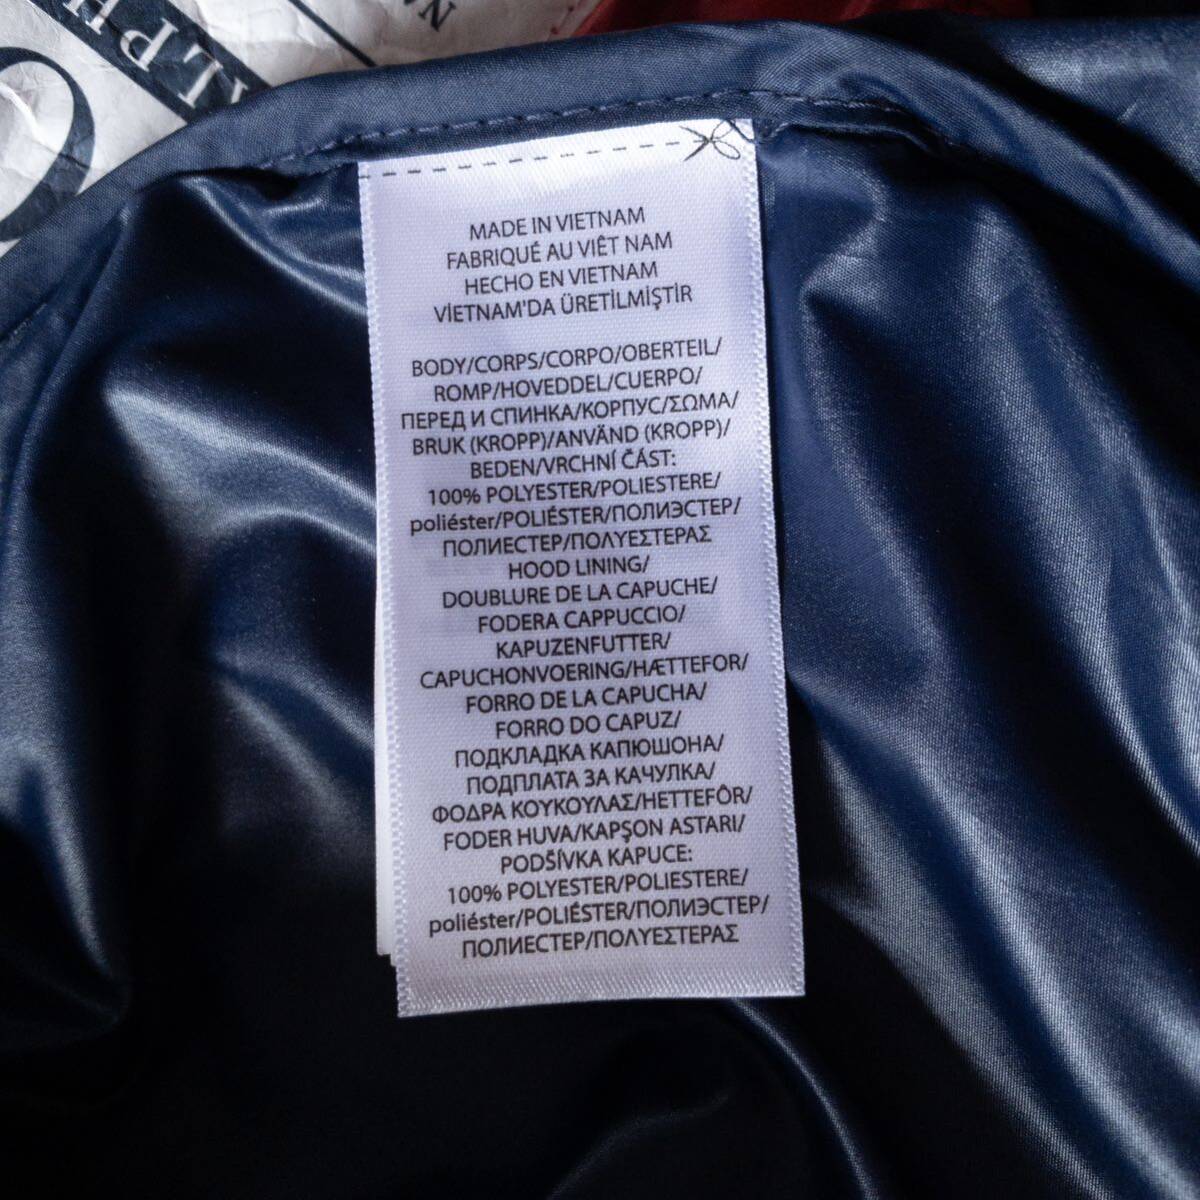 ALPH
MADE IN VIETNAM
FABRIQUÉ AU VIÊT NAM
HECHO EN VIETNAM
VİETNAM'DA ÜRETİLMİŞTİR
BODY/CORPS/CORPO/OBERTEIL/
ROMP/HOVEDDEL/CUERPO/
ПЕРЕД И СПИНКА/КОРПУС/ΣΩΜΑ/
BRUK (KROPP)/ANVÄND (KROPP)/
BEDEN/VRCHNÍ ČÁST:
100% POLYESTER/POLIESTERE/
poliéster/POLIÉSTER/ПОЛИЭСТЕР/
ПОЛИЕСТЕР/ΠΟΛΥΕΣΤΕΡΑΣ
HOOD LINING/
DOUBLURE DE LA CAPUCHE/
FODERA CAPPUCCIO/
KAPUZENFUTTER/
CAPUCHONVOERING/HÆTTEFOR/
FORRO DE LA CAPUCHA/
FORRO DO CAPUZ/
ПОДКЛАДКА КАПЮШОНА/
ПОДПЛАТА ЗА КАЧУЛКА/
ΦΟΔΡΑ ΚΟΥΚΟΥΛΑΣ/HETTEFÔR/
FODER HUVA/KAPŞON ASTARI/
PODŠÍVKA KAPUCE:
100% POLYESTER/POLIESTERE/
poliéster/POLIÉSTER/ПОЛИЭСТЕР/
ПОЛИЕСТЕР/ΠΟΛΥΕΣΤΕΡΑΣ